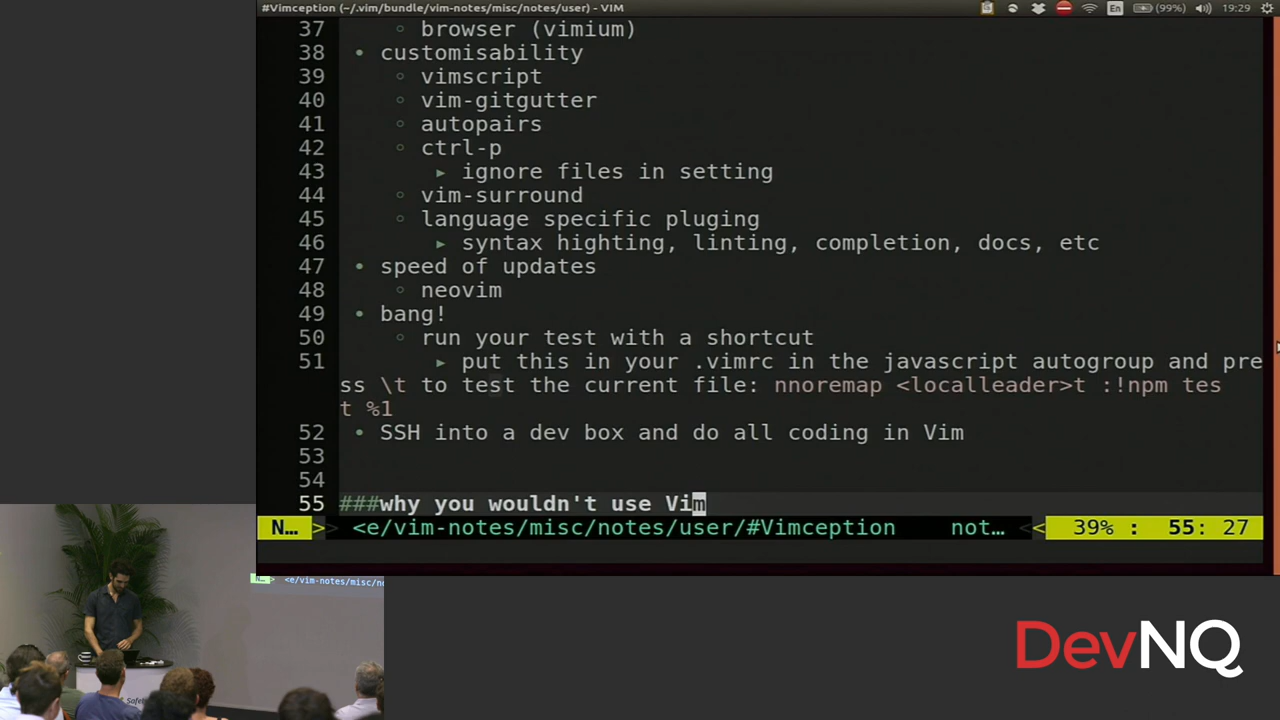 #Vimception (~/.vim/bundle/vim-notes/misc/notes/user) - VIM
En
(99%)
19:29
37 ◦ browser (vimium)
38 • customisability
39 ◦ vimscript
40 ◦ vim-gitgutter
41 ◦ autopairs
42 ◦ ctrl-p
43 ▸ ignore files in setting
44 ◦ vim-surround
45 ◦ language specific pluging
46 ▸ syntax highting, linting, completion, docs, etc
47 • speed of updates
48 ◦ neovim
49 • bang!
50 ◦ run your test with a shortcut
51 ▸ put this in your .vimrc in the javascript autogroup and pre
ss \t to test the current file: nnoremap <localleader>t :!npm tes
t %1
52 • SSH into a dev box and do all coding in Vim
53
54
55 ###why you wouldn't use Vim
N… > <e/vim-notes/misc/notes/user/#Vimception not… < 39% : 55: 27
<e/vim-notes/misc/no
DevNQ